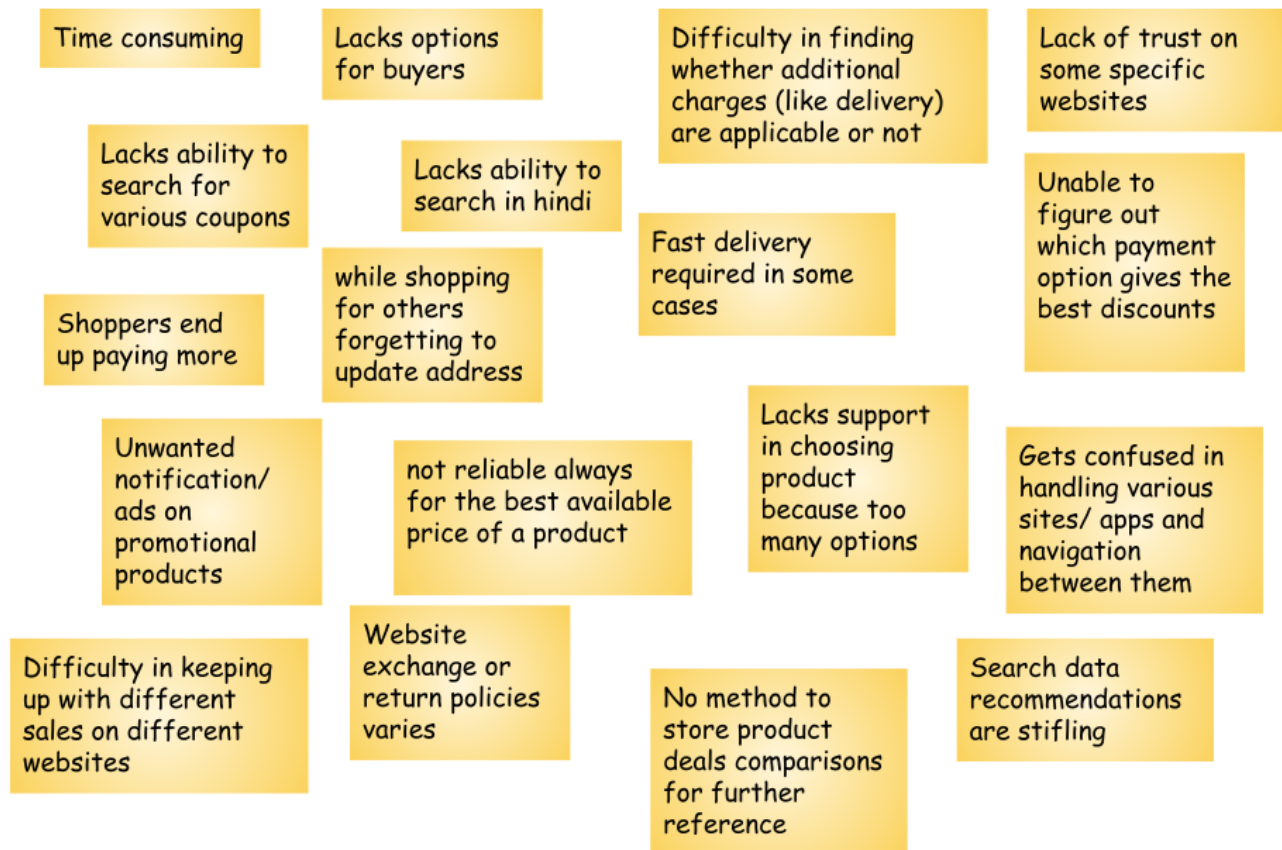 Time consuming
Lacks options
for buyers
Difficulty in finding
whether additional
charges (like delivery)
are applicable or not
Lack of trust on
some specific
websites
Lacks ability to
search for
various coupons
Lacks ability to
search in hindi
Fast delivery
required in some
cases
Unable to
figure out
which payment
option gives the
best discounts
Shoppers end
up paying more
while shopping
for others
forgetting to
update address
Unwanted
notification/
ads on
promotional
products
not reliable always
for the best available
price of a product
Lacks support
in choosing
product
because too
many options
Gets confused in
handling various
sites/ apps and
navigation
between them
Difficulty in keeping
up with different
sales on different
websites
Website
exchange or
return policies
varies
No method to
store product
deals comparisons
for further
reference
Search data
recommendations
are stifling